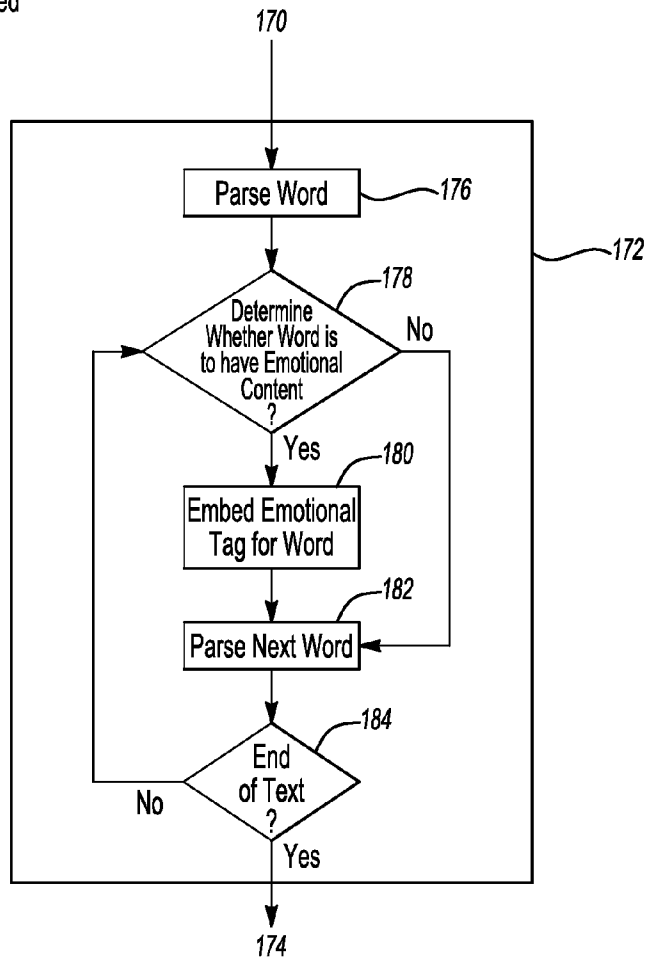 ed
170
Parse Word
176
172
178
Determine
Whether Word is
to have Emotional
Content
?
No
Yes
180
Embed Emotional
Tag for Word
182
Parse Next Word
184
End
of Text
?
No
Yes
174